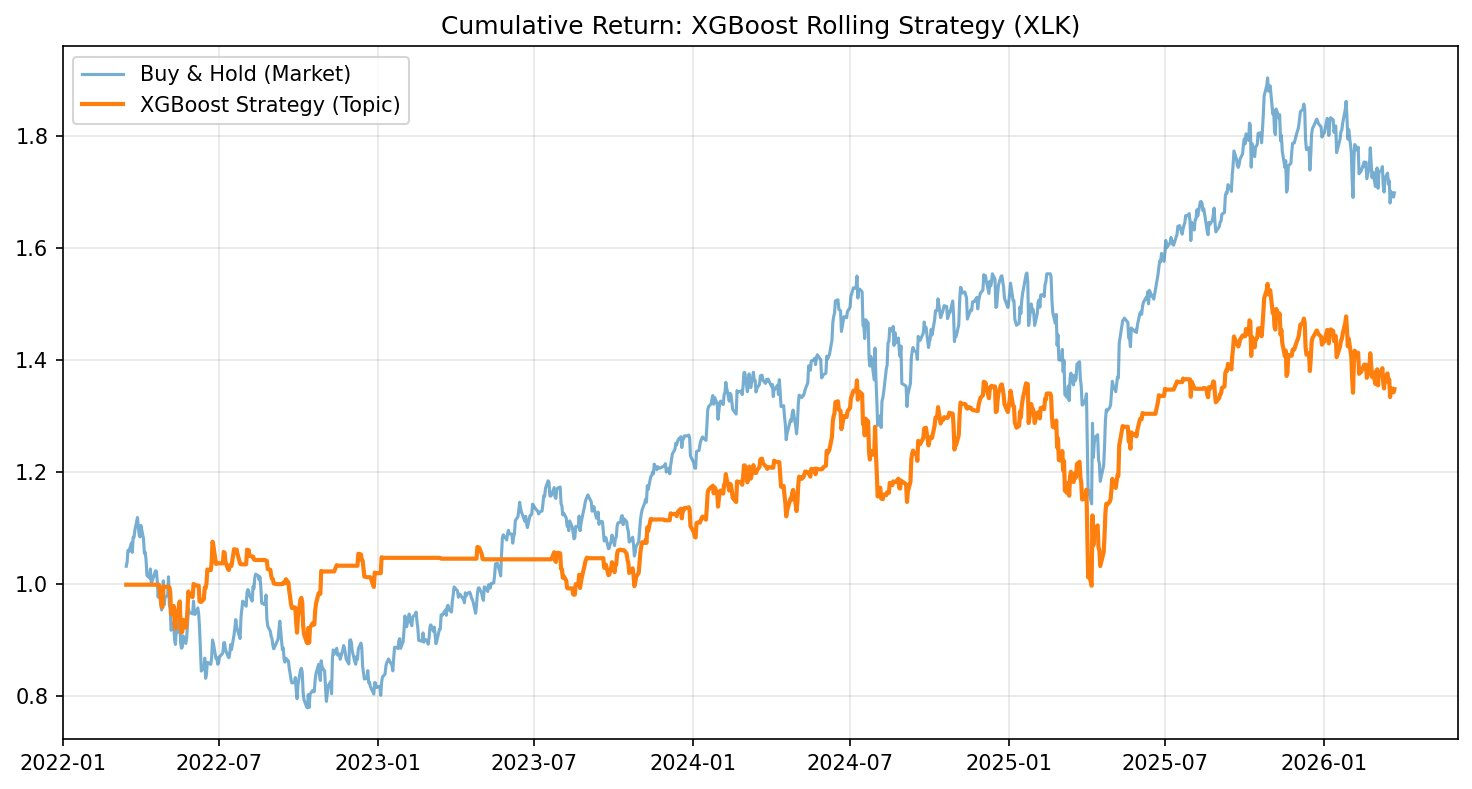 Cumulative Return: XGBoost Rolling Strategy (XLK)
Buy & Hold (Market)
XGBoost Strategy (Topic)
1.8
1.6
1.4
1.2
1.0
0.8
2022-01 2022-07 2023-01 2023-07 2024-01 2024-07 2025-01 2025-07 2026-01